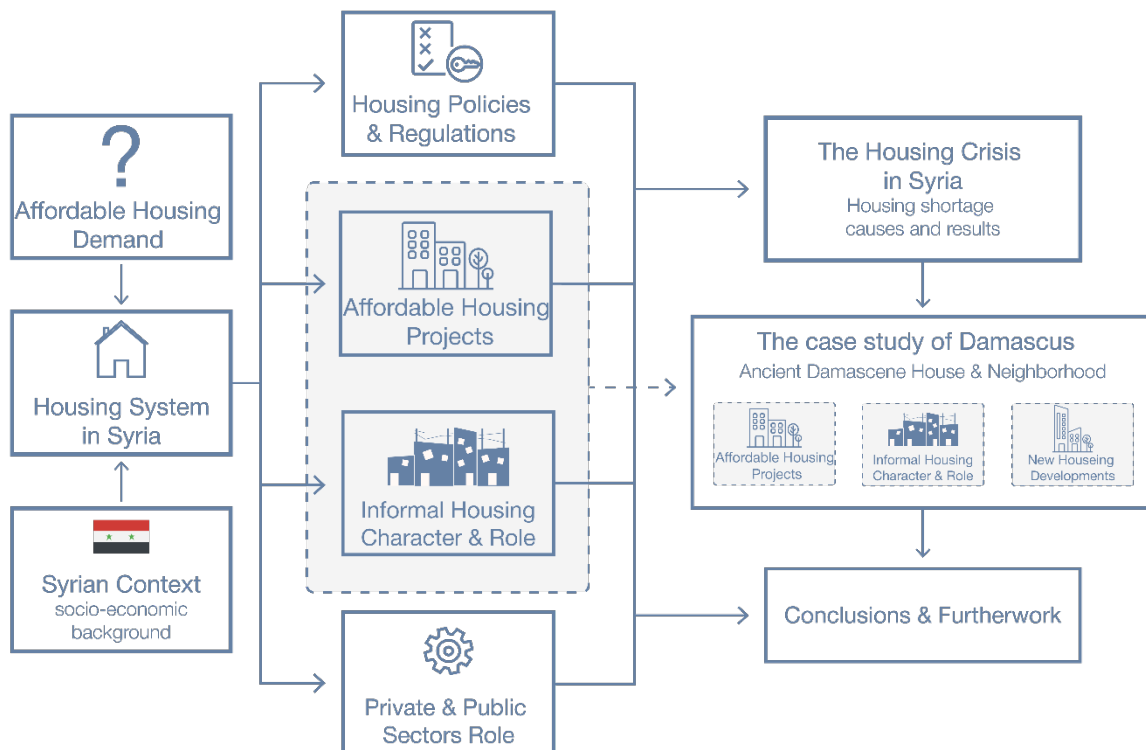 ?
Affordable Housing
Demand
Housing System
in Syria
Syrian Context
socio-economic
background
Housing Policies
& Regulations
Affordable Housing
Projects
Informal Housing
Character & Role
Private & Public
Sectors Role
The Housing Crisis
in Syria
Housing shortage
causes and results
The case study of Damascus
Ancient Damascene House & Neighborhood
Affordable Housing
Projects
Informal Housing
Character & Role
New Houseing
Developments
Conclusions & Furtherwork